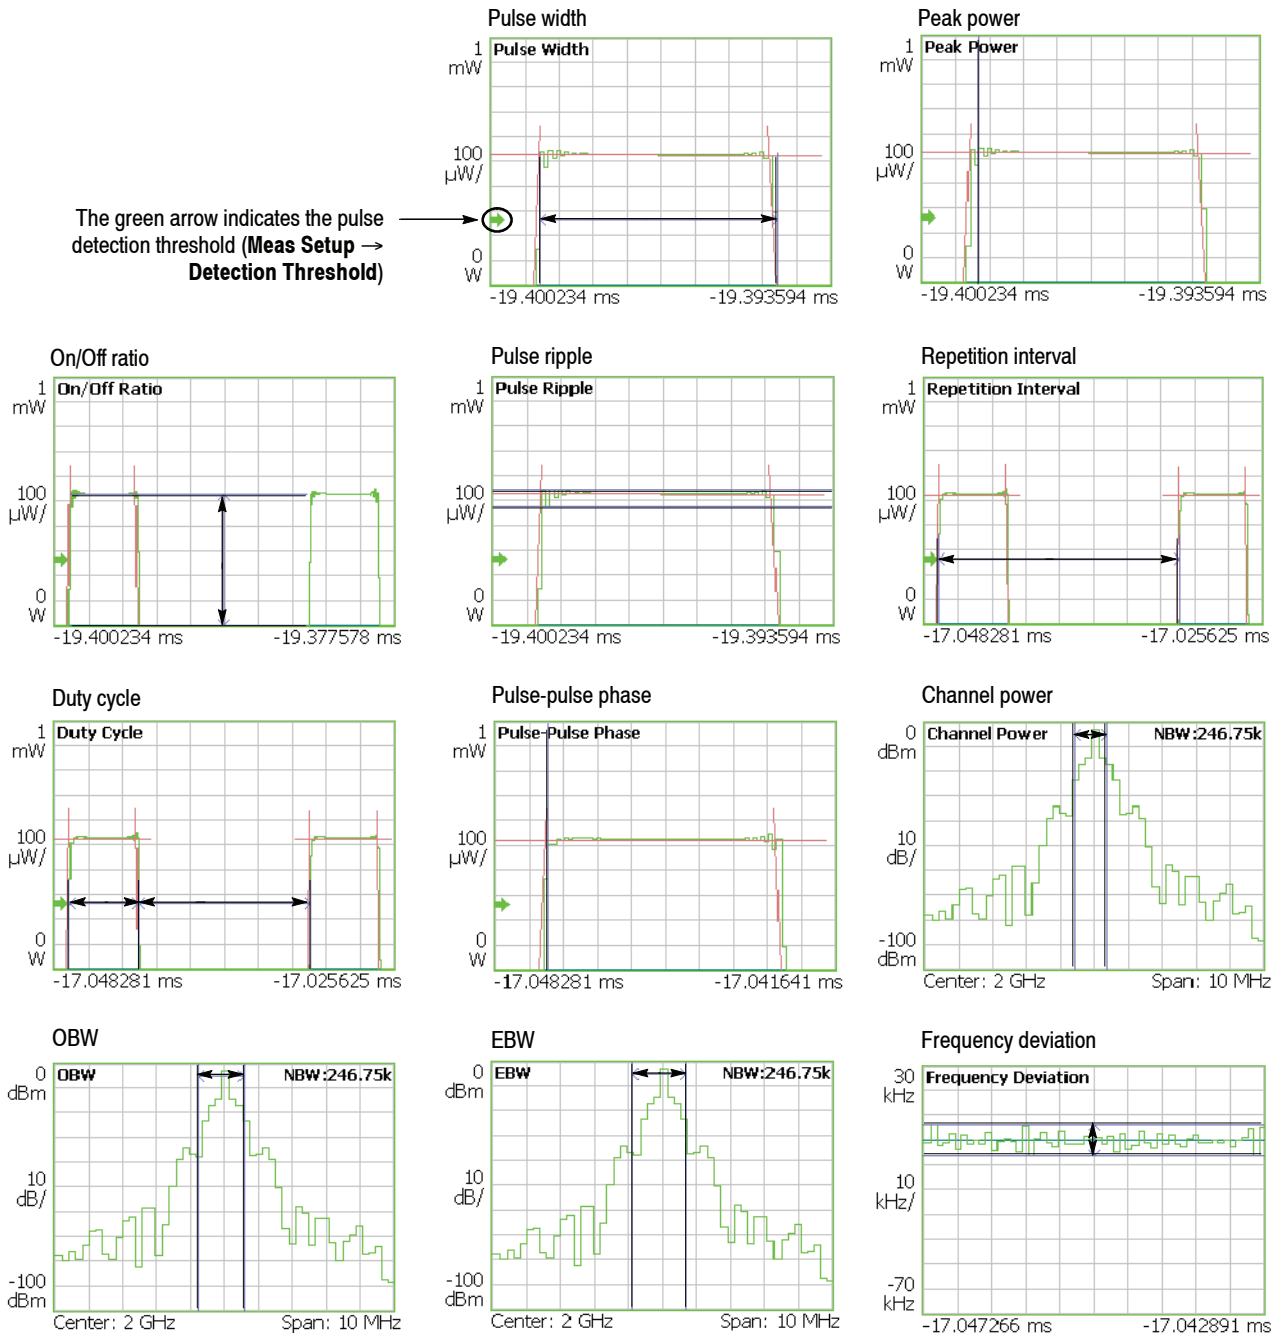 Pulse width
Pulse Width
1
mW
100
µW/
0
W
-19.400234 ms
-19.393594 ms
The green arrow indicates the pulse
detection threshold (Meas Setup →
Detection Threshold)
Peak power
Peak Power
1
mW
100
µW/
0
W
-19.400234 ms
-19.393594 ms
On/Off ratio
On/Off Ratio
1
mW
100
µW/
0
W
-19.400234 ms
-19.377578 ms
Pulse ripple
Pulse Ripple
1
mW
100
µW/
0
W
-19.400234 ms
-19.393594 ms
Repetition interval
Repetition Interval
1
mW
100
µW/
0
W
-17.048281 ms
-17.025625 ms
Duty cycle
Duty Cycle
1
mW
100
µW/
0
W
-17.048281 ms
-17.025625 ms
Pulse-pulse phase
Pulse-Pulse Phase
1
mW
100
µW/
0
W
-17.048281 ms
-17.041641 ms
Channel power
Channel Power
NBW:246.75k
0
dBm
10
dB/
-100
dBm
Center: 2 GHz
Span: 10 MHz
OBW
OBW
NBW:246.75k
0
dBm
10
dB/
-100
dBm
Center: 2 GHz
Span: 10 MHz
EBW
EBW
NBW:246.75k
0
dBm
10
dB/
-100
dBm
Center: 2 GHz
Span: 10 MHz
Frequency deviation
Frequency Deviation
30
kHz
10
kHz/
-70
kHz
-17.047266 ms
-17.042891 ms